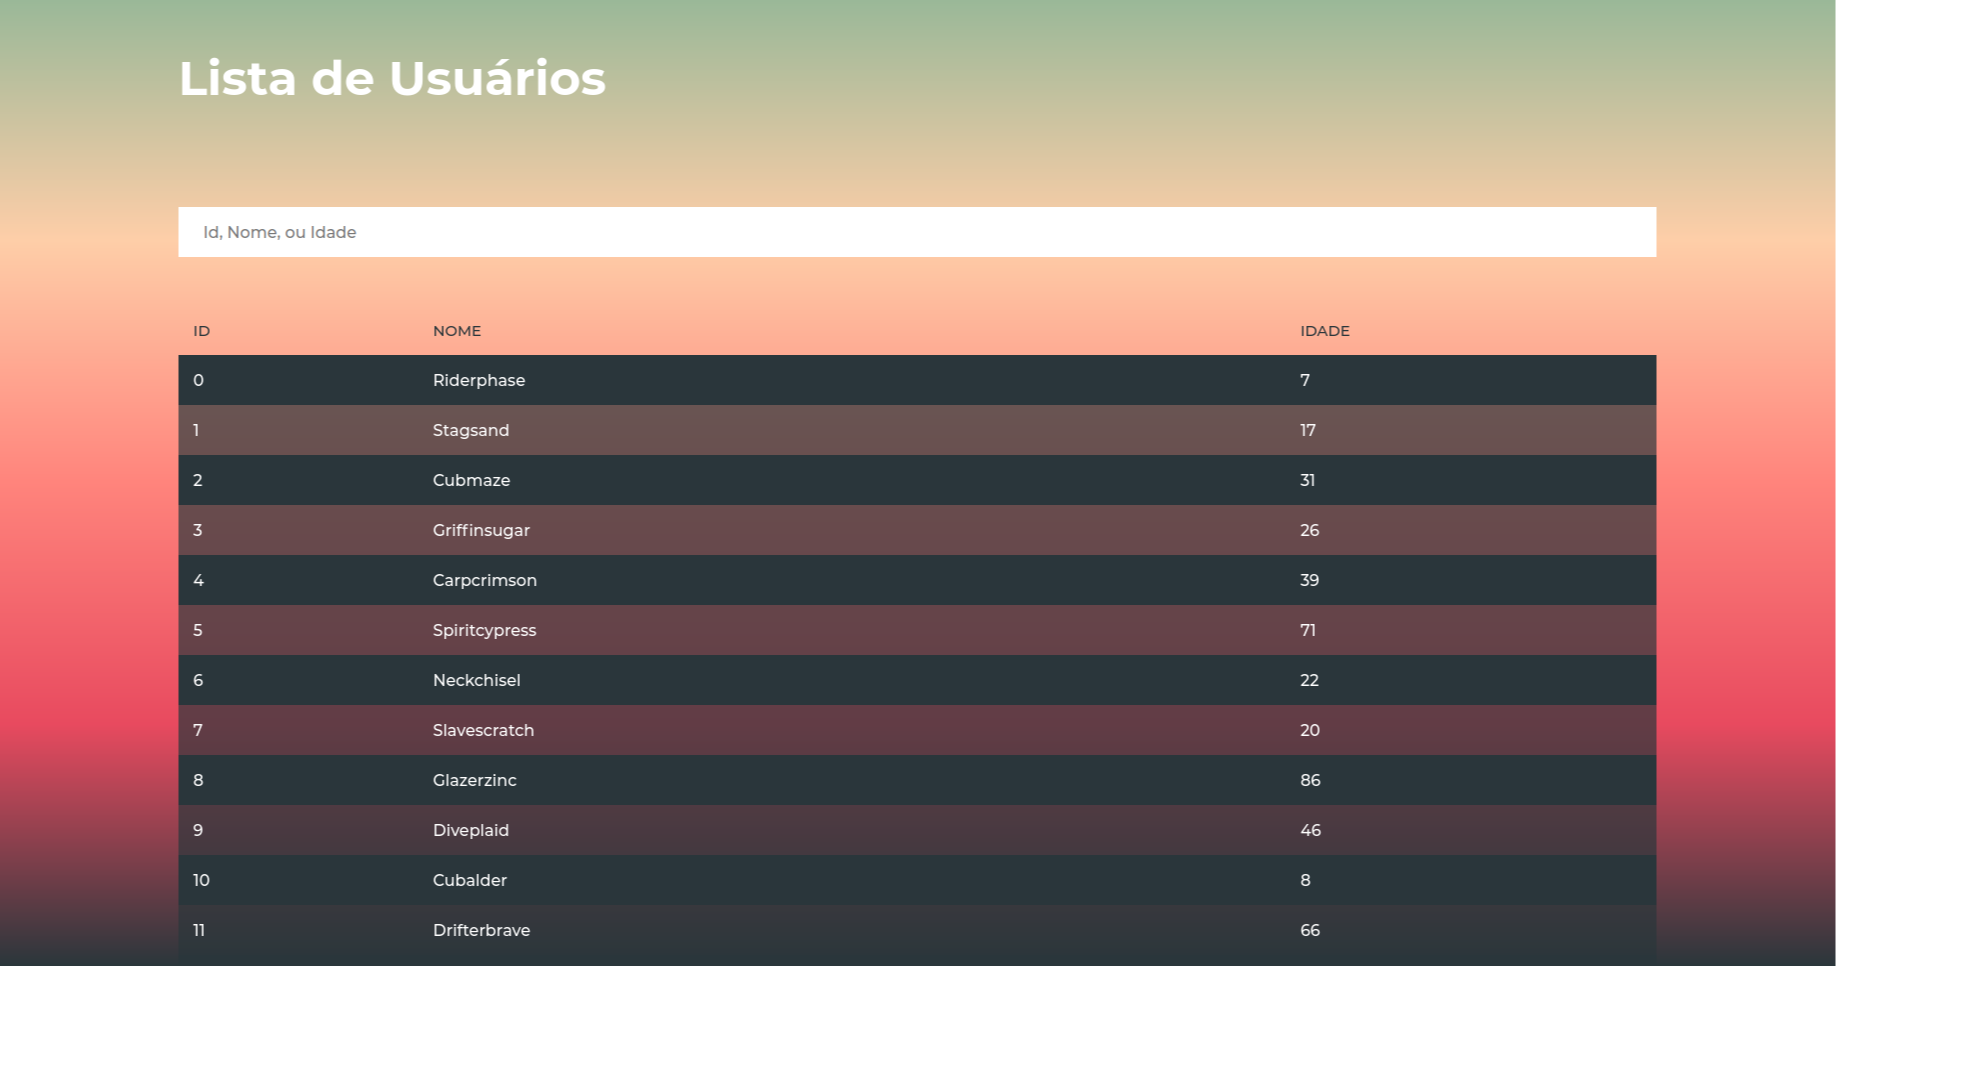 Lista de Usuários
Id, Nome, ou Idade
ID NOME IDADE
0 Riderphase 7
1 Stagsand 17
2 Cubmaze 31
3 Griffinsugar 26
4 Carpcrimson 39
5 Spiritcypress 71
6 Neckchisel 22
7 Slavescratch 20
8 Glazerzinc 86
9 Diveplaid 46
10 Cubalder 8
11 Drifterbrave 66